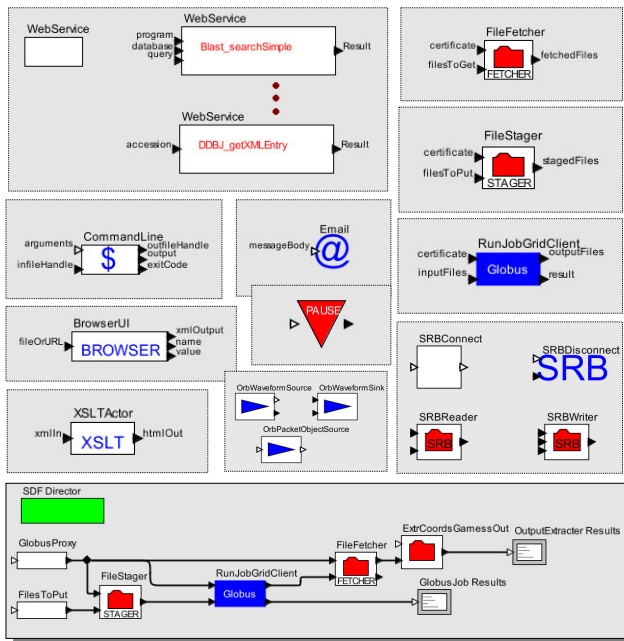 WebService
WebService
program
database
query
Blast_searchSimple
Result
WebService
accession
DDBJ_getXMLEntry
Result
FileFetcher
certificate
filesToGet
fetchedFiles
FETCHER
FileStager
certificate
filesToPut
stagedFiles
STAGER
CommandLine
arguments
infileHandle
$
outfileHandle
output
exitCode
Email
messageBody
@
RunJobGridClient
certificate
inputFiles
Globus
outputFiles
result
PAUSE
BrowserUI
fileOrURL
BROWSER
xmlOutput
name
value
SRBConnect
SRBDisconnect
SRB
SRBReader
SRB
SRBWriter
SRB
XSLTActor
xmlIn
XSLT
htmlOut
OrbWaveformSource
OrbWaveformSink
OrbPacketObjectSource
SDF Director
GlobusProxy
FilesToPut
FileStager
STAGER
RunJobGridClient
Globus
FileFetcher
FETCHER
ExtrCoordsGamessOut
OutputExtracter Results
GlobusJob Results